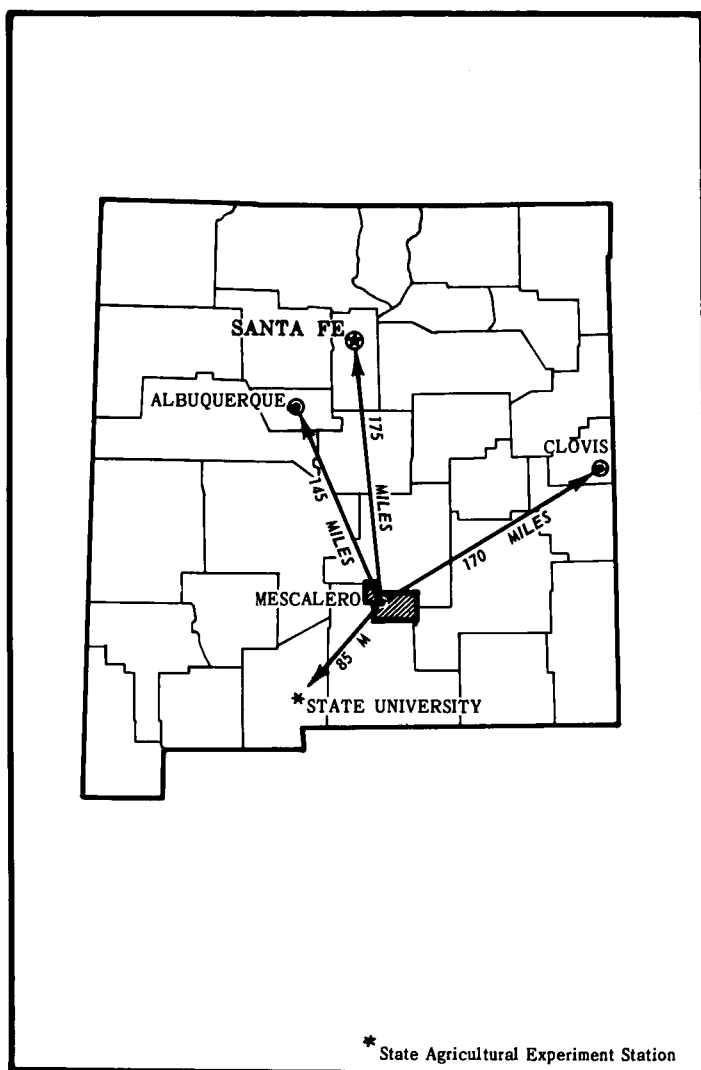 SANTA FE
ALBUQUERQUE
175 MILES
CLOVIS
145 MILES
170 MILES
MESCALERO
85 M
* STATE UNIVERSITY
* State Agricultural Experiment Station